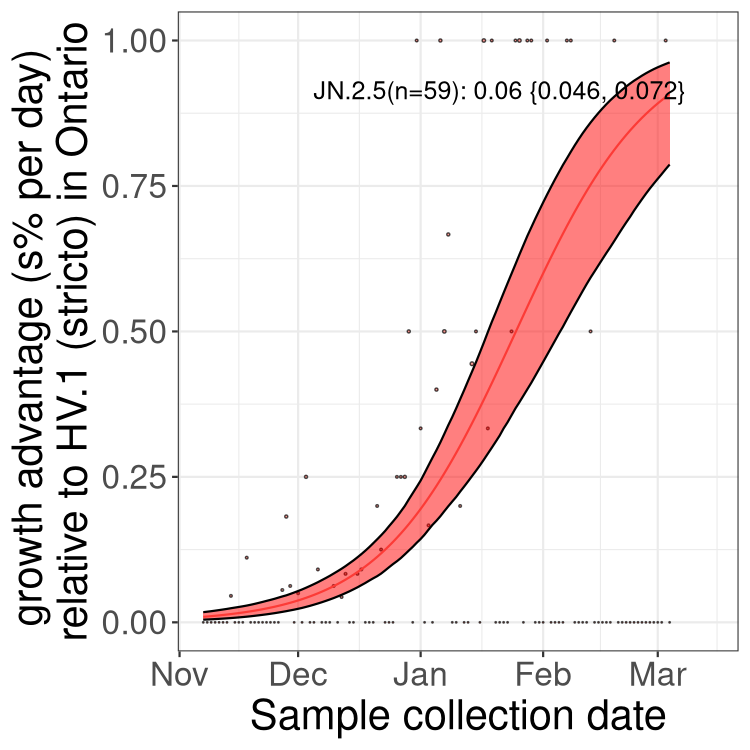 growth advantage (s% per day)
relative to HV.1 (stricto) in Ontario
1.00
JN.2.5(n=59): 0.06 {0.046, 0.072}
0.75
0.50
0.25
0.00
Nov Dec Jan Feb Mar
Sample collection date